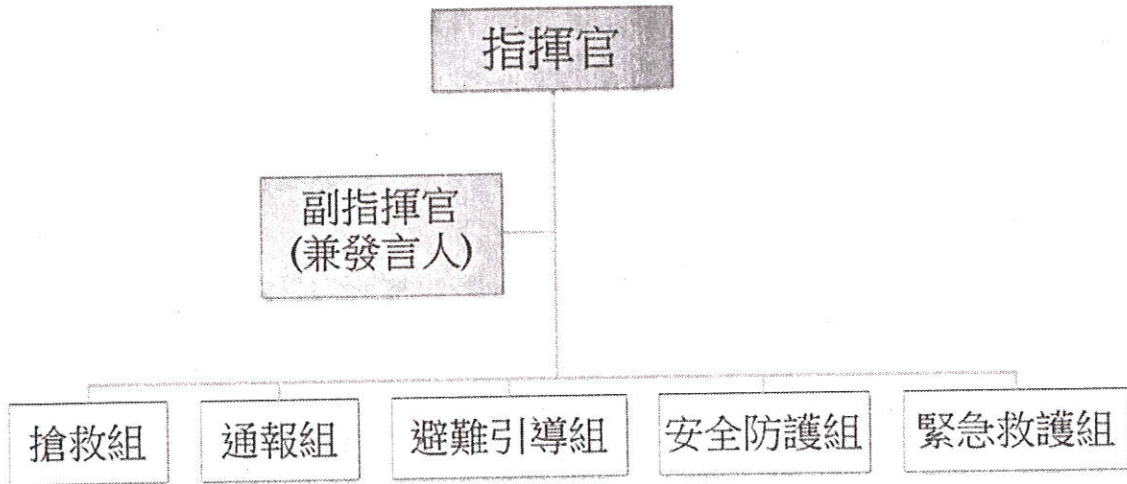 指揮官
副指揮官
(兼發言人)
搶救組
通報組
避難引導組
安全防護組
緊急救護組